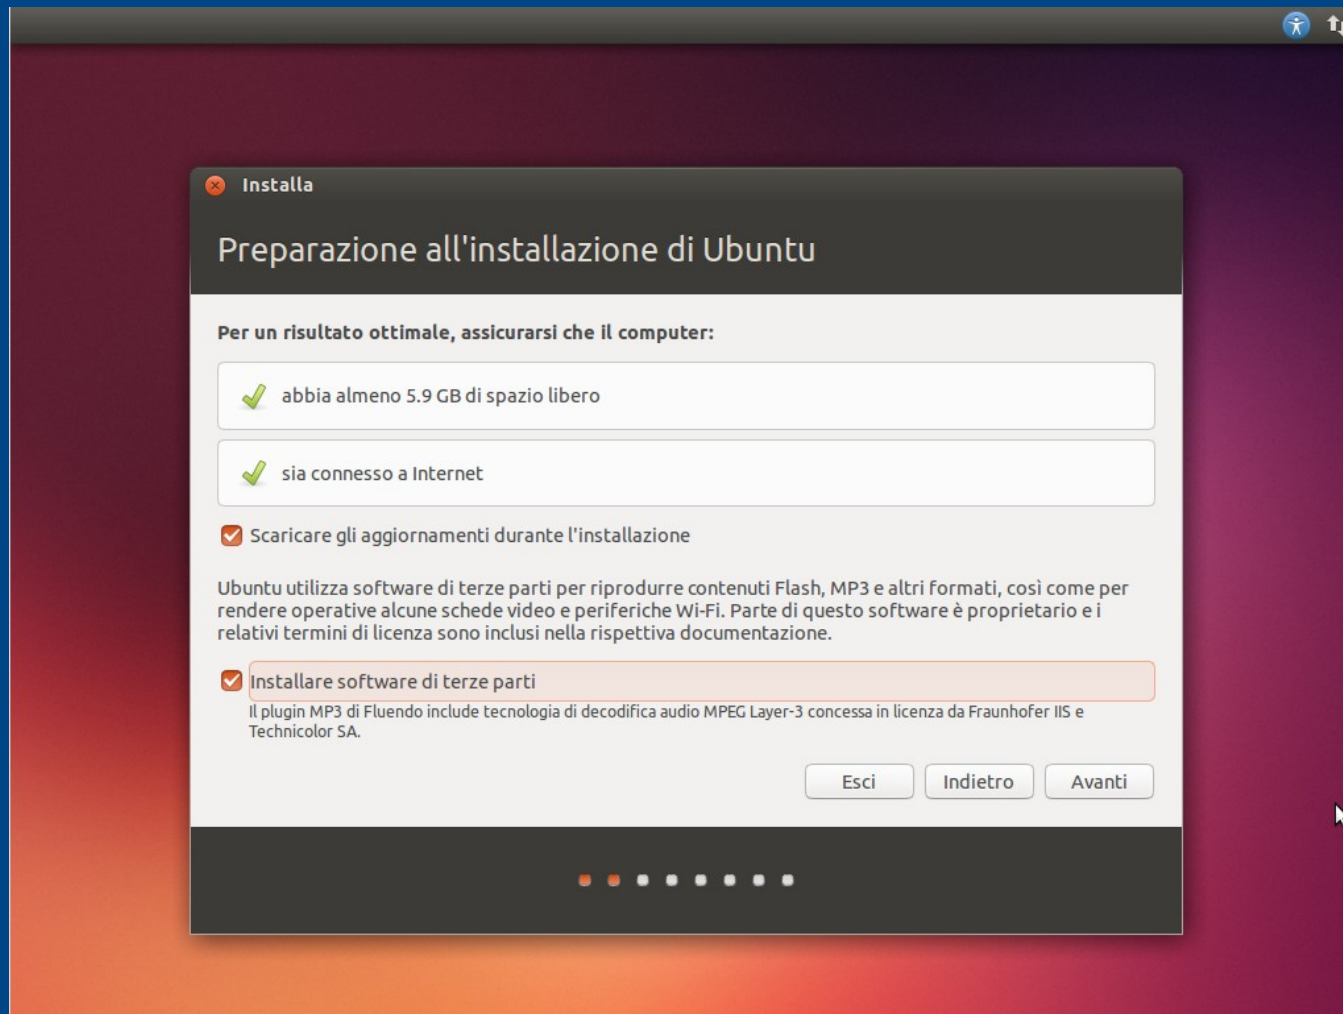 Installa
Preparazione all'installazione di Ubuntu
Per un risultato ottimale, assicurarsi che il computer:
abbia almeno 5.9 GB di spazio libero
sia connesso a Internet
Scaricare gli aggiornamenti durante l'installazione
Ubuntu utilizza software di terze parti per riprodurre contenuti Flash, MP3 e altri formati, così come per
rendere operative alcune schede video e periferiche Wi-Fi. Parte di questo software è proprietario e i
relativi termini di licenza sono inclusi nella rispettiva documentazione.
Installare software di terze parti
Il plugin MP3 di Fluendo include tecnologia di decodifica audio MPEG Layer-3 concessa in licenza da Fraunhofer IIS e
Technicolor SA.
Esci Indietro Avanti